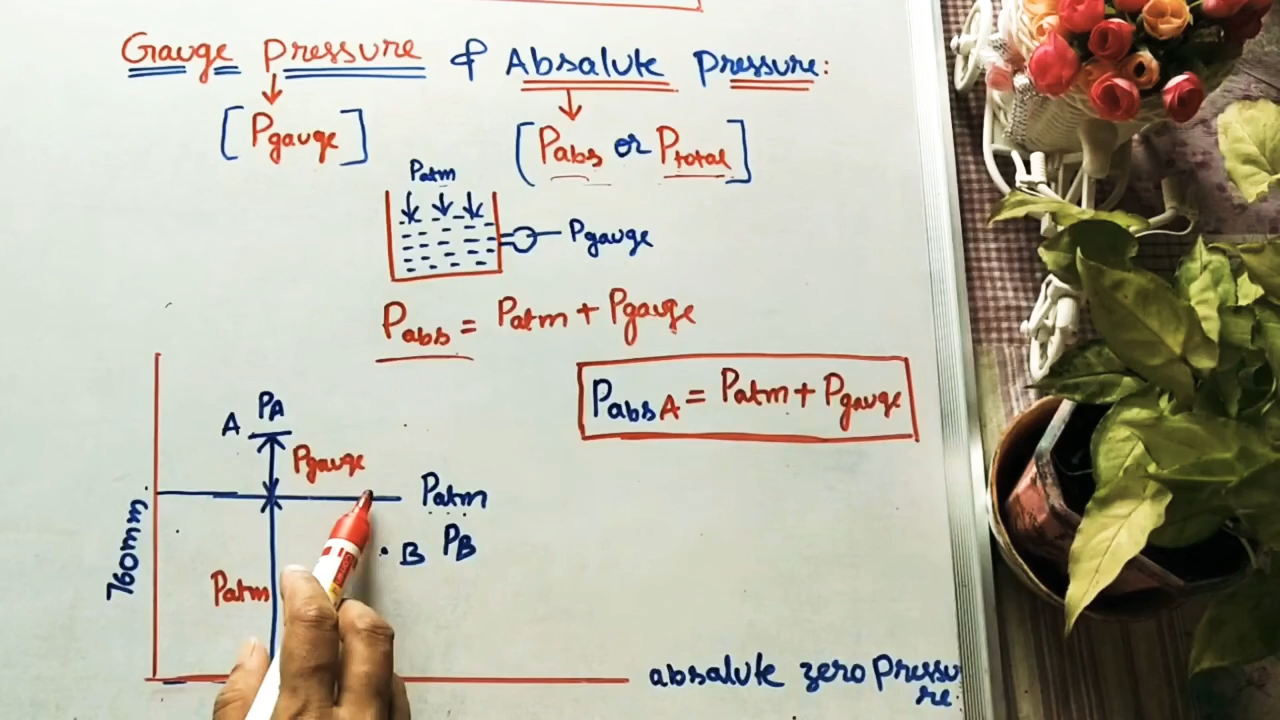 Gauge pressure & Absalute pressure:
[Pgauge] [Pabs or Ptotal]
Patm
Pgauge
Pabs = Patm + Pgauge
PabsA = Patm + Pgauge
A PA
Pgauge
Patm
760mm
B PB
Patm
absalute zero pressure